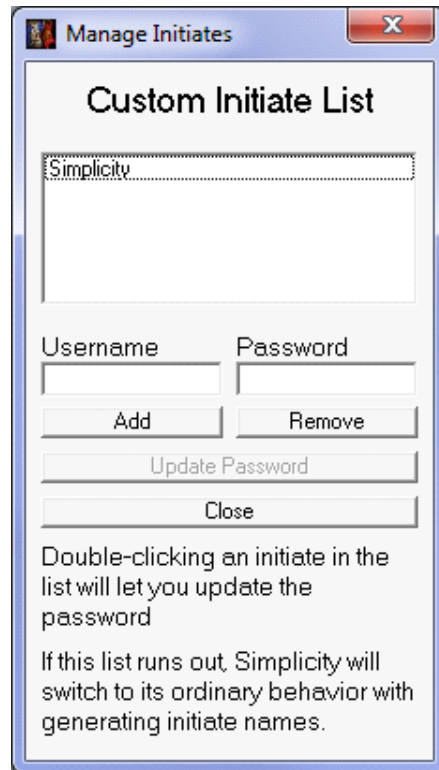 Manage Initiates
X
Custom Initiate List
Simplicity
Username Password
Add Remove
Update Password
Close
Double-clicking an initiate in the
list will let you update the
password
If this list runs out, Simplicity will
switch to its ordinary behavior with
generating initiate names.